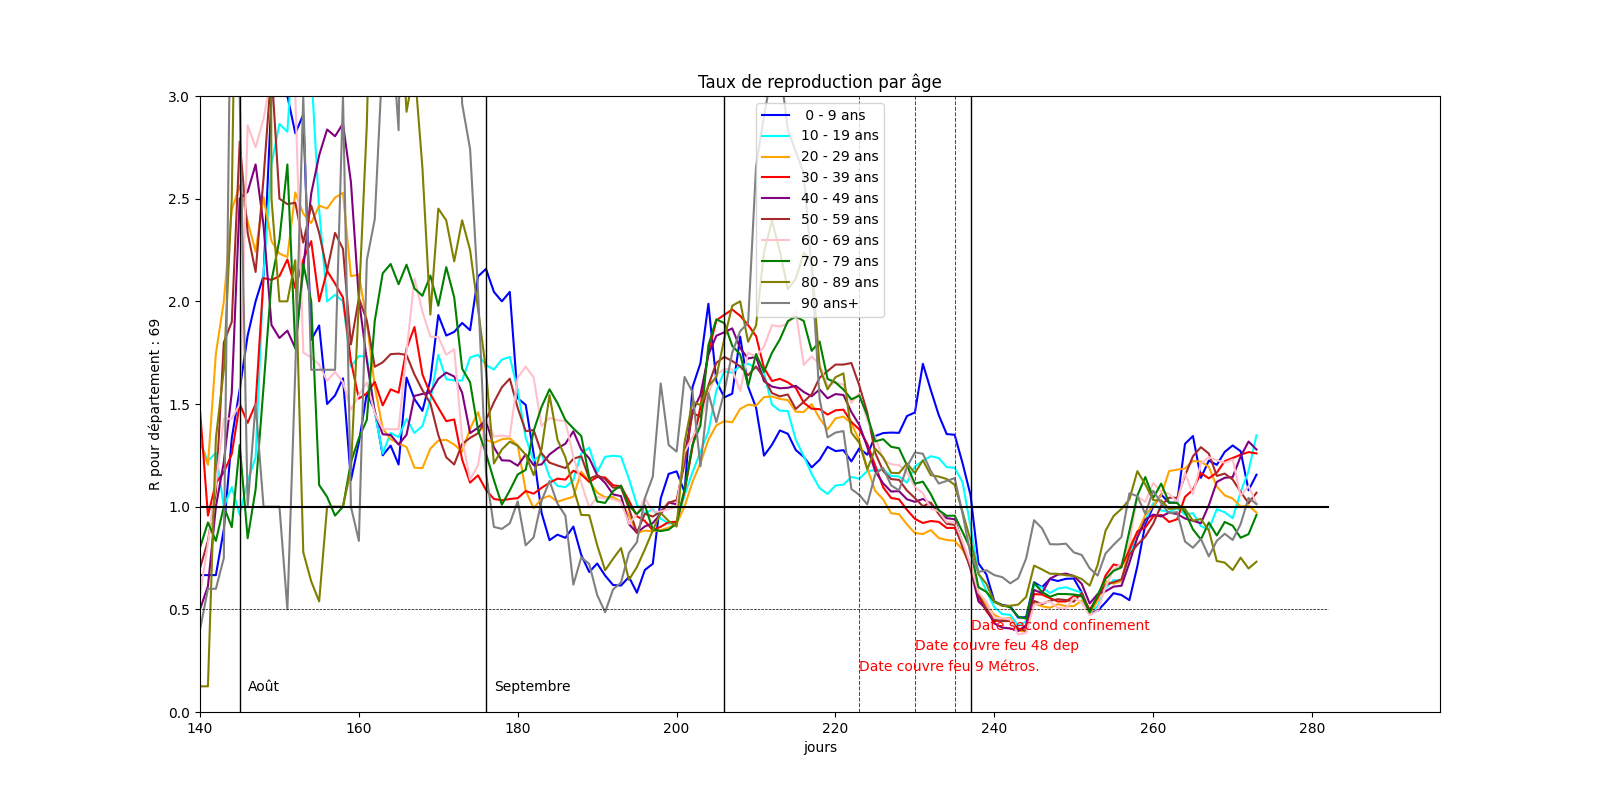 Taux de reproduction par âge
R pour département : 69
3.0
2.5
2.0
1.5
1.0
0.5
0.0
0 - 9 ans
10 - 19 ans
20 - 29 ans
30 - 39 ans
40 - 49 ans
50 - 59 ans
60 - 69 ans
70 - 79 ans
80 - 89 ans
90 ans+
Date second confinement
Date couvre feu 48 dep
Date couvre feu 9 Métros.
Août
Septembre
140
160
180
200
220
240
260
280
jours